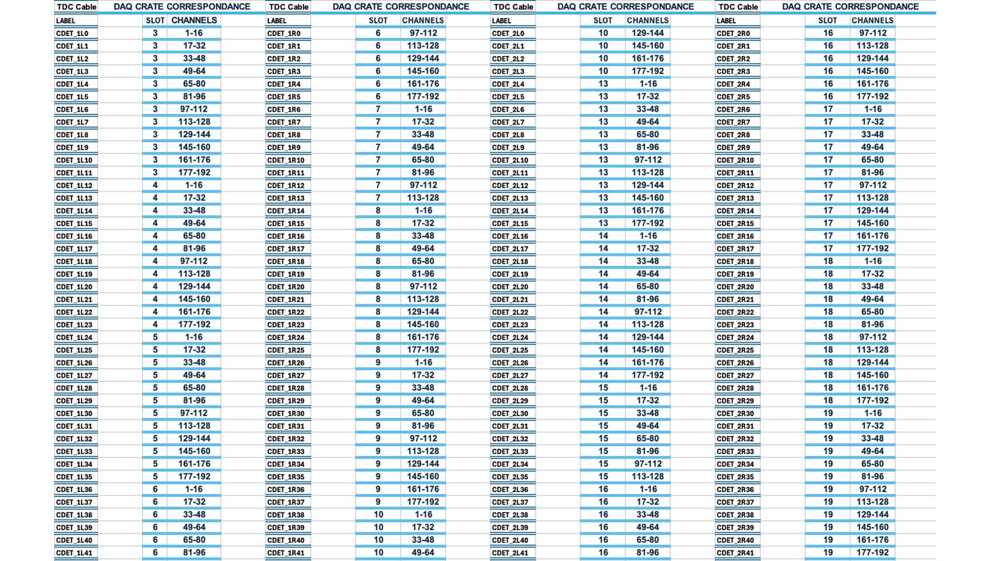 TDC Cable DAQ CRATE CORRESPONDANCE TDC Cable DAQ CRATE CORRESPONDANCE TDC Cable DAQ CRATE CORRESPONDANCE TDC Cable DAQ CRATE CORRESPONDANCE
LABEL SLOT CHANNELS LABEL SLOT CHANNELS LABEL SLOT CHANNELS LABEL SLOT CHANNELS
CDET_1L0 3 1-16 CDET_1R0 6 97-112 CDET_2L0 10 129-144 CDET_2R0 16 97-112
CDET_1L1 3 17-32 CDET_1R1 6 113-128 CDET_2L1 10 145-160 CDET_2R1 16 113-128
CDET_1L2 3 33-48 CDET_1R2 6 129-144 CDET_2L2 10 161-176 CDET_2R2 16 129-144
CDET_1L3 3 49-64 CDET_1R3 6 145-160 CDET_2L3 10 177-192 CDET_2R3 16 145-160
CDET_1L4 3 65-80 CDET_1R4 6 161-176 CDET_2L4 13 1-16 CDET_2R4 16 161-176
CDET_1L5 3 81-96 CDET_1R5 6 177-192 CDET_2L5 13 17-32 CDET_2R5 16 177-192
CDET_1L6 3 97-112 CDET_1R6 7 1-16 CDET_2L6 13 33-48 CDET_2R6 17 1-16
CDET_1L7 3 113-128 CDET_1R7 7 17-32 CDET_2L7 13 49-64 CDET_2R7 17 17-32
CDET_1L8 3 129-144 CDET_1R8 7 33-48 CDET_2L8 13 65-80 CDET_2R8 17 33-48
CDET_1L9 3 145-160 CDET_1R9 7 49-64 CDET_2L9 13 81-96 CDET_2R9 17 49-64
CDET_1L10 3 161-176 CDET_1R10 7 65-80 CDET_2L10 13 97-112 CDET_2R10 17 65-80
CDET_1L11 3 177-192 CDET_1R11 7 81-96 CDET_2L11 13 113-128 CDET_2R11 17 81-96
CDET_1L12 4 1-16 CDET_1R12 7 97-112 CDET_2L12 13 129-144 CDET_2R12 17 97-112
CDET_1L13 4 17-32 CDET_1R13 7 113-128 CDET_2L13 13 145-160 CDET_2R13 17 113-128
CDET_1L14 4 33-48 CDET_1R14 8 1-16 CDET_2L14 13 161-176 CDET_2R14 17 129-144
CDET_1L15 4 49-64 CDET_1R15 8 17-32 CDET_2L15 13 177-192 CDET_2R15 17 145-160
CDET_1L16 4 65-80 CDET_1R16 8 33-48 CDET_2L16 14 1-16 CDET_2R16 17 161-176
CDET_1L17 4 81-96 CDET_1R17 8 49-64 CDET_2L17 14 17-32 CDET_2R17 17 177-192
CDET_1L18 4 97-112 CDET_1R18 8 65-80 CDET_2L18 14 33-48 CDET_2R18 18 1-16
CDET_1L19 4 113-128 CDET_1R19 8 81-96 CDET_2L19 14 49-64 CDET_2R19 18 17-32
CDET_1L20 4 129-144 CDET_1R20 8 97-112 CDET_2L20 14 65-80 CDET_2R20 18 33-48
CDET_1L21 4 145-160 CDET_1R21 8 113-128 CDET_2L21 14 81-96 CDET_2R21 18 49-64
CDET_1L22 4 161-176 CDET_1R22 8 129-144 CDET_2L22 14 97-112 CDET_2R22 18 65-80
CDET_1L23 4 177-192 CDET_1R23 8 145-160 CDET_2L23 14 113-128 CDET_2R23 18 81-96
CDET_1L24 5 1-16 CDET_1R24 8 161-176 CDET_2L24 14 129-144 CDET_2R24 18 97-112
CDET_1L25 5 17-32 CDET_1R25 8 177-192 CDET_2L25 14 145-160 CDET_2R25 18 113-128
CDET_1L26 5 33-48 CDET_1R26 9 1-16 CDET_2L26 14 161-176 CDET_2R26 18 129-144
CDET_1L27 5 49-64 CDET_1R27 9 17-32 CDET_2L27 14 177-192 CDET_2R27 18 145-160
CDET_1L28 5 65-80 CDET_1R28 9 33-48 CDET_2L28 15 1-16 CDET_2R28 18 161-176
CDET_1L29 5 81-96 CDET_1R29 9 49-64 CDET_2L29 15 17-32 CDET_2R29 18 177-192
CDET_1L30 5 97-112 CDET_1R30 9 65-80 CDET_2L30 15 33-48 CDET_2R30 19 1-16
CDET_1L31 5 113-128 CDET_1R31 9 81-96 CDET_2L31 15 49-64 CDET_2R31 19 17-32
CDET_1L32 5 129-144 CDET_1R32 9 97-112 CDET_2L32 15 65-80 CDET_2R32 19 33-48
CDET_1L33 5 145-160 CDET_1R33 9 113-128 CDET_2L33 15 81-96 CDET_2R33 19 49-64
CDET_1L34 5 161-176 CDET_1R34 9 129-144 CDET_2L34 15 97-112 CDET_2R34 19 65-80
CDET_1L35 5 177-192 CDET_1R35 9 145-160 CDET_2L35 15 113-128 CDET_2R35 19 81-96
CDET_1L36 6 1-16 CDET_1R36 9 161-176 CDET_2L36 16 1-16 CDET_2R36 19 97-112
CDET_1L37 6 17-32 CDET_1R37 9 177-192 CDET_2L37 16 17-32 CDET_2R37 19 113-128
CDET_1L38 6 33-48 CDET_1R38 10 1-16 CDET_2L38 16 33-48 CDET_2R38 19 129-144
CDET_1L39 6 49-64 CDET_1R39 10 17-32 CDET_2L39 16 49-64 CDET_2R39 19 145-160
CDET_1L40 6 65-80 CDET_1R40 10 33-48 CDET_2L40 16 65-80 CDET_2R40 19 161-176
CDET_1L41 6 81-96 CDET_1R41 10 49-64 CDET_2L41 16 81-96 CDET_2R41 19 177-192